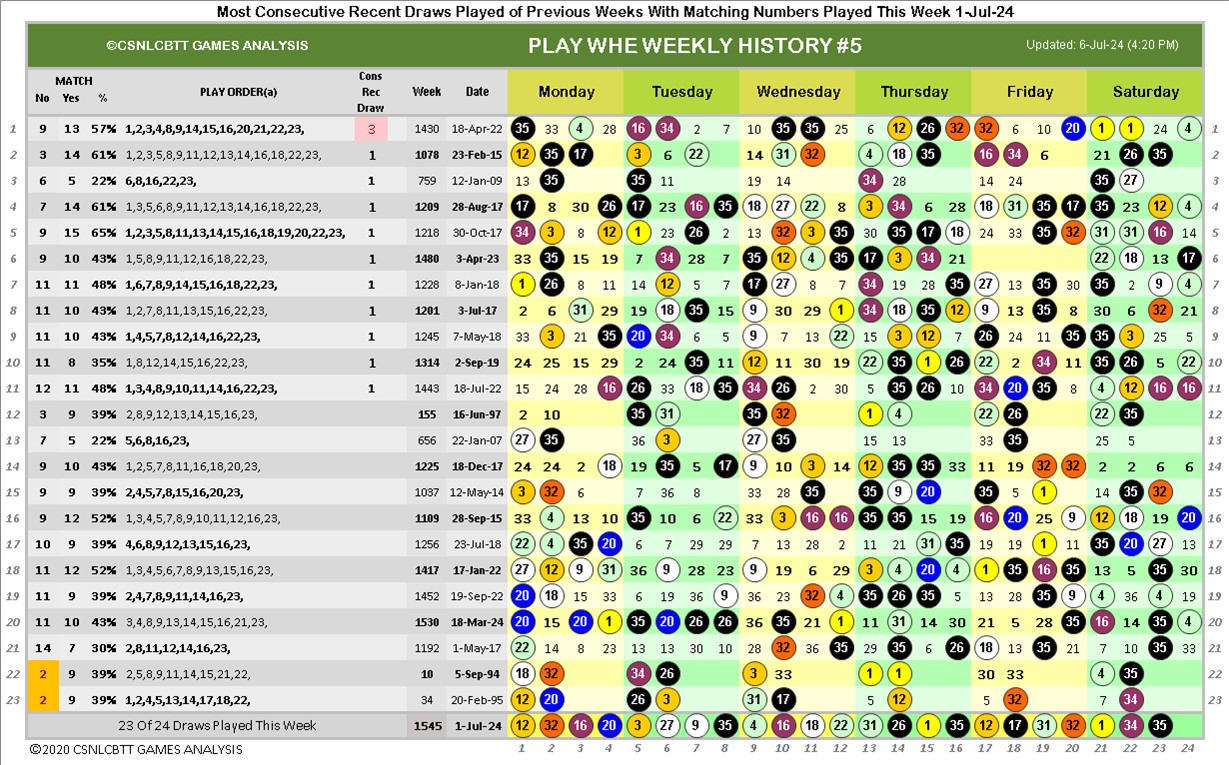 Most Consecutive Recent Draws Played of Previous Weeks With Matching Numbers Played This Week 1-Jul-24
©CSNLCBTT GAMES ANALYSIS PLAY WHE WEEKLY HISTORY #5 Updated: 6-Jul-24 (4:20 PM)
MATCH Cons
No Yes % PLAY ORDER(a) Rec Week Date Monday Tuesday Wednesday Thursday Friday Saturday
Draw
1 9 13 57% 1,2,3,4,8,9,14,15,16,20,21,22,23, 3 1430 18-Apr-22 35 33 4 28 16 34 2 7 10 35 35 25 6 12 26 32 32 6 10 20 1 1 24 4 1
2 3 14 61% 1,2,3,5,8,9,11,12,13,14,16,18,22,23, 1 1078 23-Feb-15 12 35 17 3 6 22 14 31 32 4 18 35 17 34 6 21 26 35 2
3 6 5 22% 6,8,16,22,23, 1 759 12-Jan-09 13 35 35 11 19 14 34 28 14 24 35 27 3
4 7 14 61% 1,3,5,6,9,11,12,13,14,16,18,22,23, 1 1209 28-Aug-17 17 8 30 26 17 23 16 35 18 27 22 8 3 34 6 28 18 31 35 17 35 23 12 4 4
5 9 15 65% 1,2,3,5,8,11,13,14,15,16,18,19,20,22,23, 1 1218 30-Oct-17 34 3 8 12 1 23 26 2 13 32 3 35 30 35 17 18 24 33 35 32 31 31 16 14 5
6 9 10 43% 1,5,8,9,11,12,16,18,22,23, 1 1480 3-Apr-23 33 35 15 19 7 34 28 7 35 12 4 35 17 3 34 21 22 18 13 17 6
7 11 11 48% 1,6,7,8,9,14,15,16,18,22,23, 1 1228 8-Jan-18 1 26 8 11 14 12 5 7 17 27 8 7 34 19 28 35 27 13 35 30 35 2 9 4 7
8 11 10 43% 1,2,7,8,11,13,15,16,22,23, 1 1201 3-Jul-17 2 6 31 29 19 18 35 15 9 30 29 1 34 18 35 12 9 13 35 8 30 6 32 21 8
9 11 10 43% 1,4,5,7,8,12,14,16,22,23, 1 1245 7-May-18 33 3 21 35 20 34 6 5 9 7 13 22 14 3 12 7 26 24 9 35 35 3 25 5 9
10 11 8 35% 1,8,12,14,15,16,22,23, 1 1314 2-Sep-19 24 25 15 29 2 24 35 11 12 11 30 19 22 35 1 26 22 2 34 11 35 26 5 22 10
11 12 11 48% 1,3,4,8,9,10,11,14,16,22,23, 1 1443 18-Jul-22 15 24 28 16 26 33 18 35 34 26 2 30 5 35 26 10 34 20 35 8 4 12 16 16 11
12 3 9 39% 2,8,9,12,13,14,15,16,23, 155 16-Jun-97 2 10 35 31 35 32 1 4 22 26 22 35 12
13 7 5 22% 5,6,8,16,23, 656 22-Jan-07 27 35 36 3 27 35 15 13 33 35 25 5 13
14 9 10 43% 1,2,5,7,8,11,16,18,20,23, 1225 18-Dec-17 24 24 2 18 19 35 5 17 9 10 3 14 12 35 35 33 11 19 32 32 2 2 6 6 14
15 9 9 39% 2,4,5,7,8,15,16,20,23, 1037 12-May-14 3 32 6 7 36 8 33 28 35 35 9 20 35 5 1 14 35 32 15
16 9 12 52% 1,3,4,5,7,8,9,10,11,12,16,23, 1109 28-Sep-15 33 4 13 10 35 10 6 22 33 3 16 16 35 35 15 19 16 20 25 9 12 18 19 20 16
17 10 9 39% 4,6,8,9,12,13,15,16,23, 1256 23-Jul-18 22 4 35 20 6 7 29 29 7 13 28 2 11 21 31 35 19 19 1 11 35 20 27 13 17
18 11 12 52% 1,3,4,5,6,7,8,9,13,15,16,23, 1417 17-Jan-22 27 12 9 31 36 9 28 23 9 19 6 29 3 4 20 4 1 35 16 35 13 5 35 30 18
19 11 9 39% 2,4,7,8,9,11,14,16,23, 1452 19-Sep-22 20 18 15 33 6 19 36 9 11 26 32 4 35 26 35 5 13 28 35 9 4 36 4 19 19
20 11 10 43% 3,4,8,9,13,14,15,16,21,23, 1530 18-Mar-24 20 15 20 1 35 20 26 26 36 35 21 1 11 31 14 30 21 5 28 35 16 14 35 4 20
21 14 7 30% 2,8,11,12,14,16,23, 1192 1-May-17 22 14 8 23 13 13 30 10 28 32 36 35 26 35 6 26 18 13 35 21 7 10 35 33 21
22 2 9 39% 2,5,8,9,11,14,15,21,22, 10 5-Sep-94 18 32 34 26 3 33 1 1 30 33 4 35 22
23 2 9 39% 1,2,4,5,13,14,17,18,22, 34 20-Feb-95 12 20 26 3 31 17 5 12 32 7 34 23
23 Of 24 Draws Played This Week 1545 1-Jul-24 12 32 16 20 3 27 9 35 4 16 18 22 31 26 1 35 12 17 31 32 1 34 35
©2020 CSNLCBTT GAMES ANALYSIS 1 2 3 4 5 6 7 8 9 10 11 12 13 14 15 16 17 18 19 20 21 22 23 24